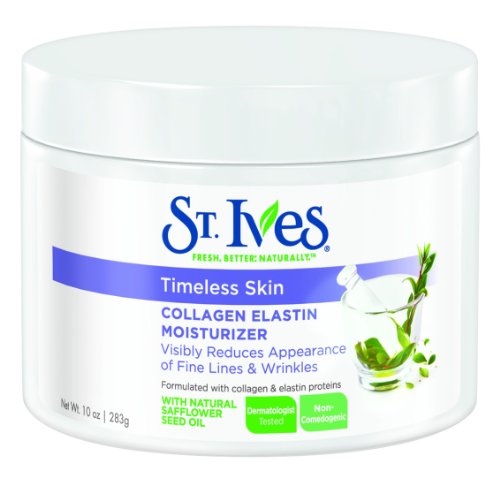 ST. IVES®
FRESH. BETTER. NATURALLY.™
Timeless Skin
COLLAGEN ELASTIN
MOISTURIZER
Visibly Reduces Appearance
of Fine Lines & Wrinkles
Formulated with collagen & elastin proteins
WITH NATURAL
SAFFLOWER
SEED OIL
Dermatologist
Tested
Non-
Comedogenic
Net Wt. 10 oz | 283g